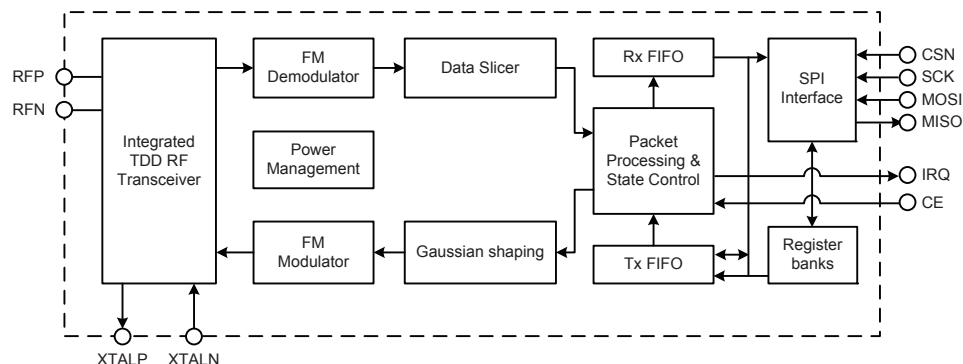 RFP
RFN
Integrated
TDD RF
Transceiver
FM
Demodulator
Data Slicer
Power
Management
FM
Modulator
Gaussian shaping
Rx FIFO
Packet
Processing &
State Control
Tx FIFO
SPI
Interface
Register
banks
CSN
SCK
MOSI
MISO
IRQ
CE
XTALP
XTALN